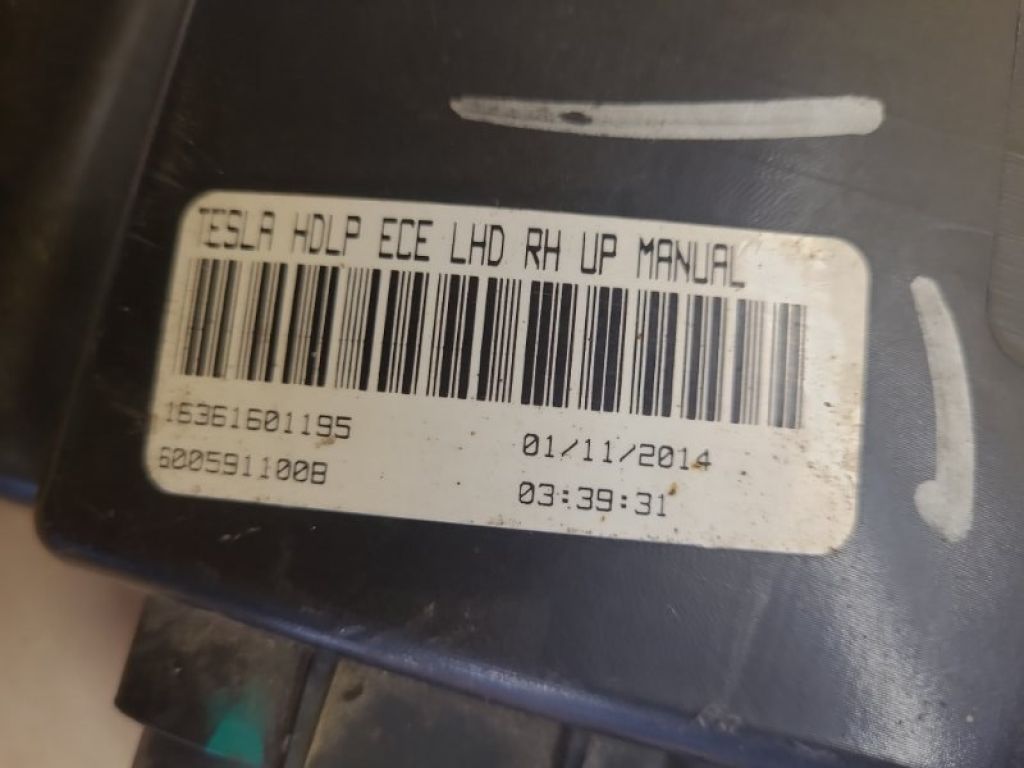 TESLA HDLP ECE LHD RH UP MANUAL
16361601195
01/11/2014
600591100B
03:39:31